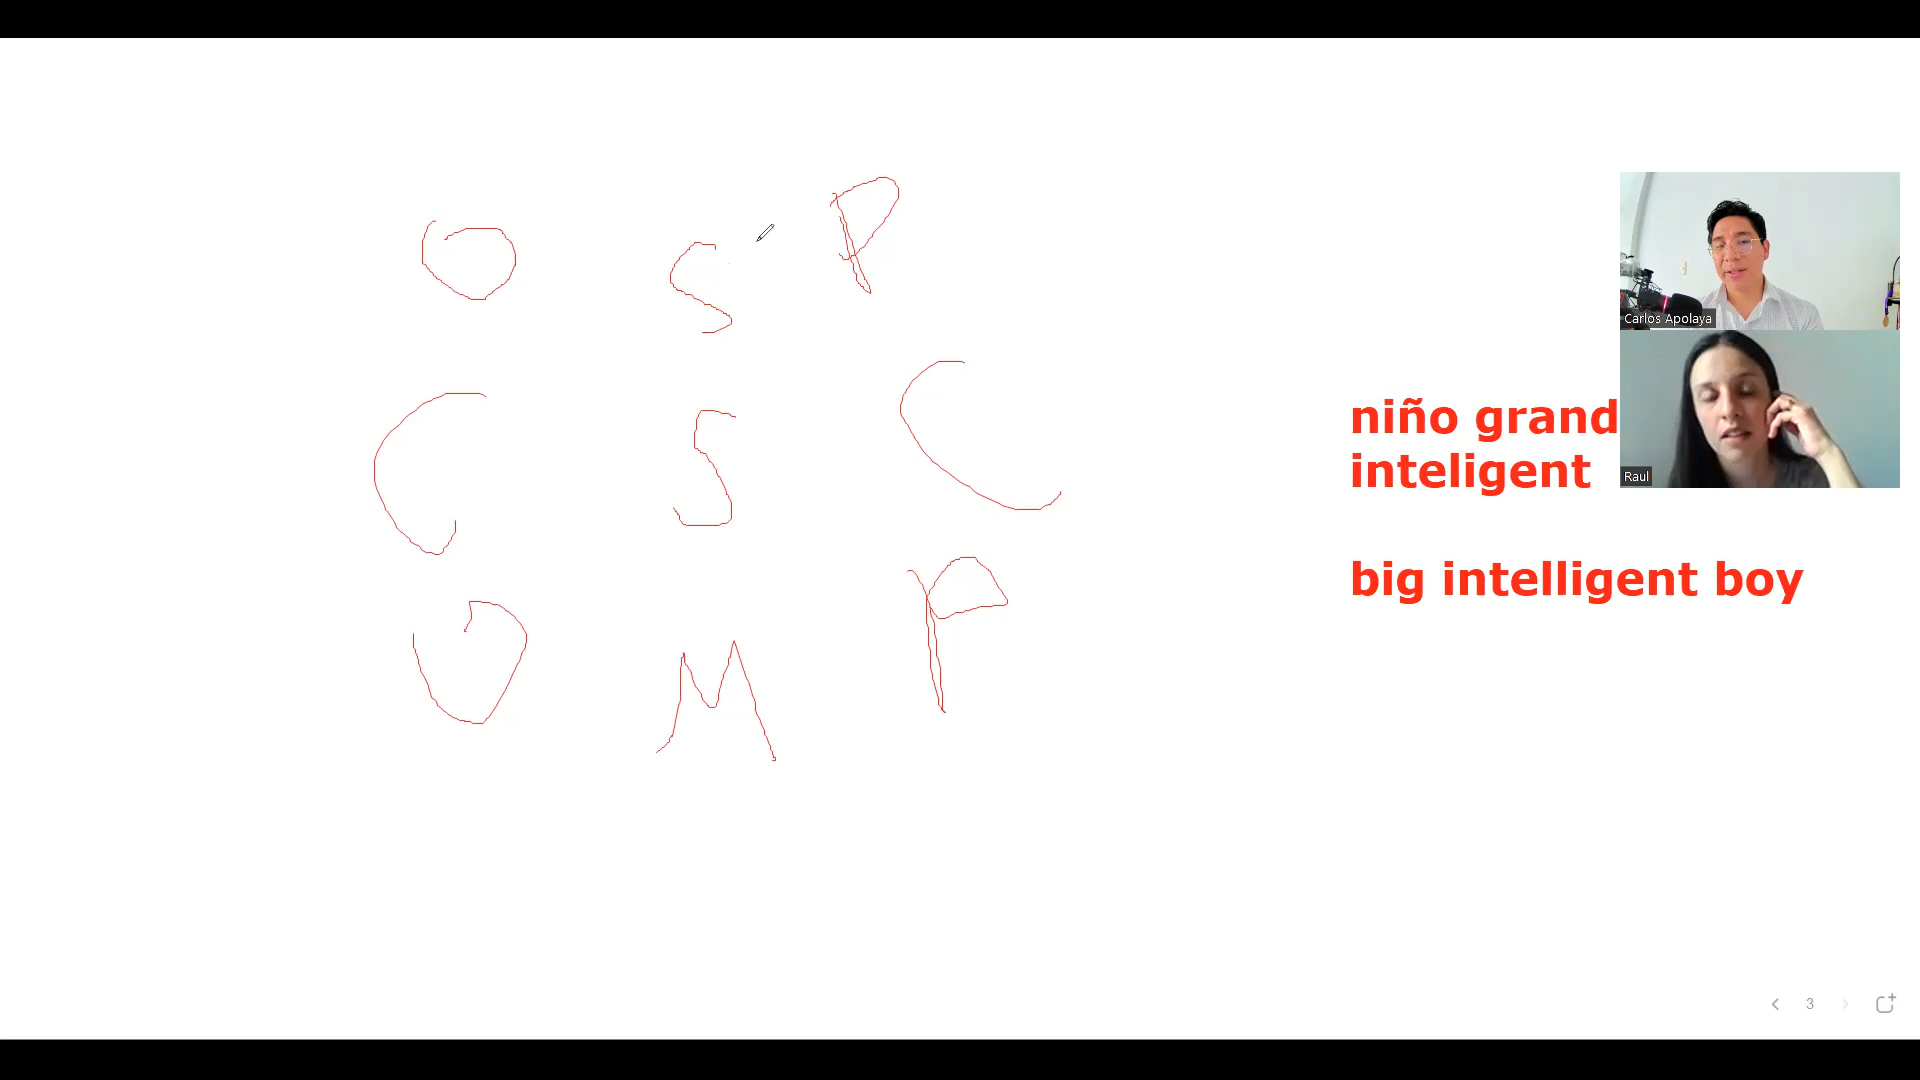 O S P
C S C
O M P
niño grand
inteligent
big intelligent boy
Carlos Apolaya
Raul
3